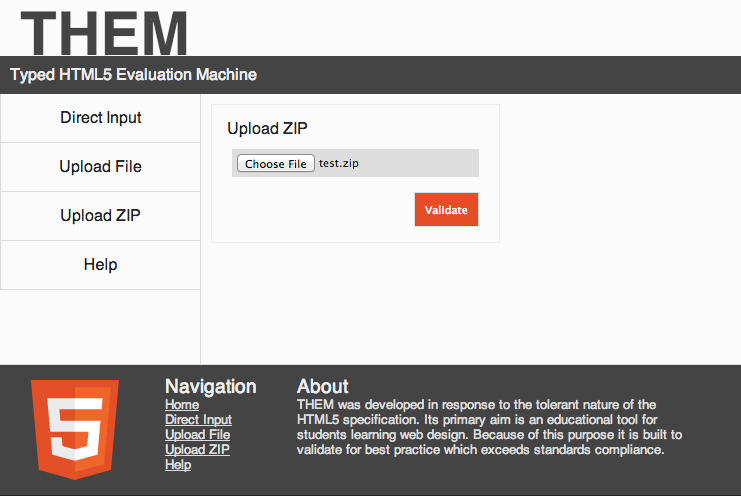 THEM
Typed HTML5 Evaluation Machine
Direct Input
Upload File
Upload ZIP
Help
Upload ZIP
Choose File test.zip
Validate
5
Navigation
Home
Direct Input
Upload File
Upload ZIP
Help
About
THEM was developed in response to the tolerant nature of the
HTML5 specification. Its primary aim is an educational tool for
students learning web design. Because of this purpose it is built to
validate for best practice which exceeds standards compliance.